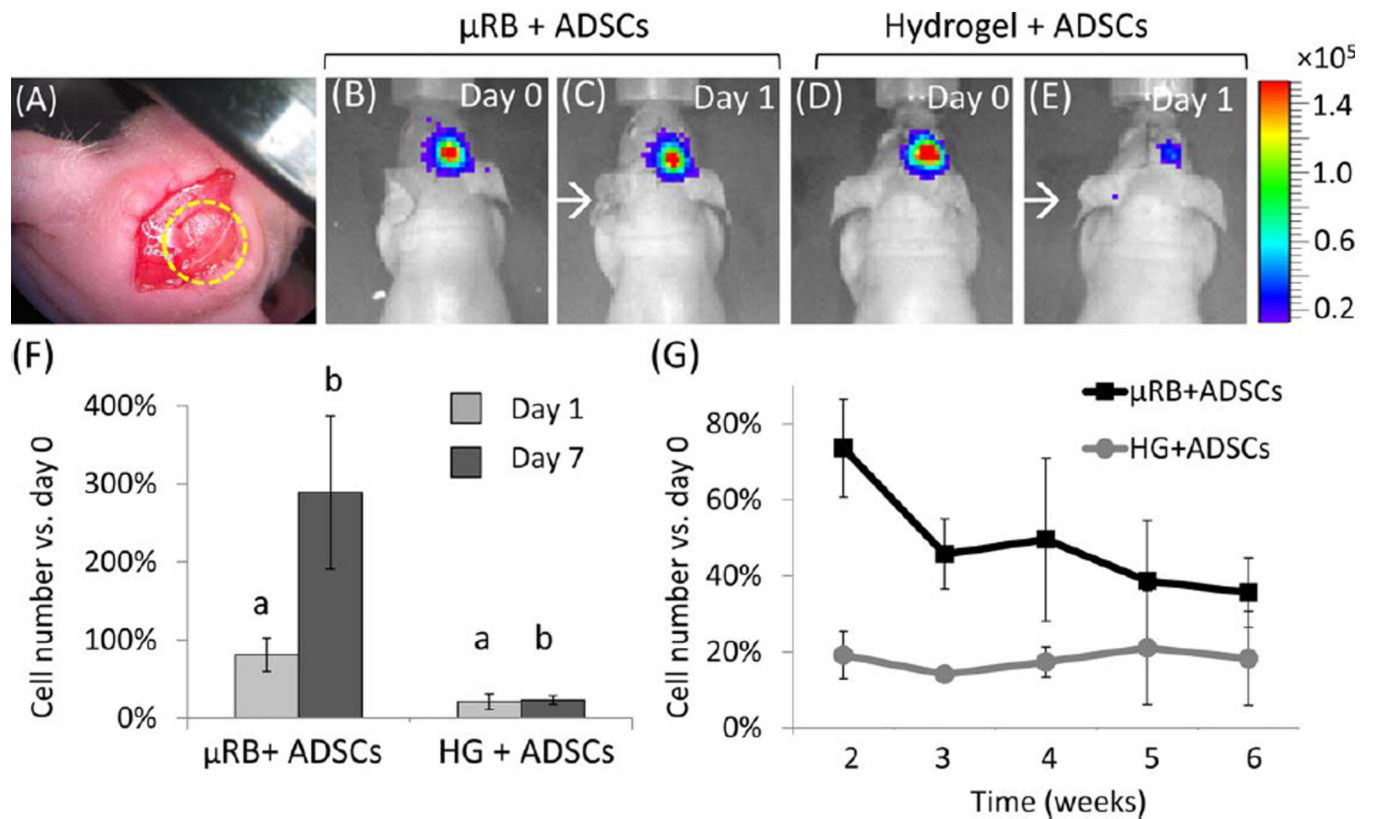 µRB + ADSCs
Hydrogel + ADSCs
×10⁵
(A)
(B)
Day 0
(C)
Day 1
(D)
Day 0
(E)
Day 1
1.4
1.0
0.6
0.2
(F)
Cell number vs. day 0
400%
300%
200%
100%
0%
a
b
a
b
Day 1
Day 7
µRB+ ADSCs
HG + ADSCs
(G)
Cell number vs. day 0
80%
60%
40%
20%
0%
µRB+ADSCs
HG+ADSCs
2 3 4 5 6
Time (weeks)